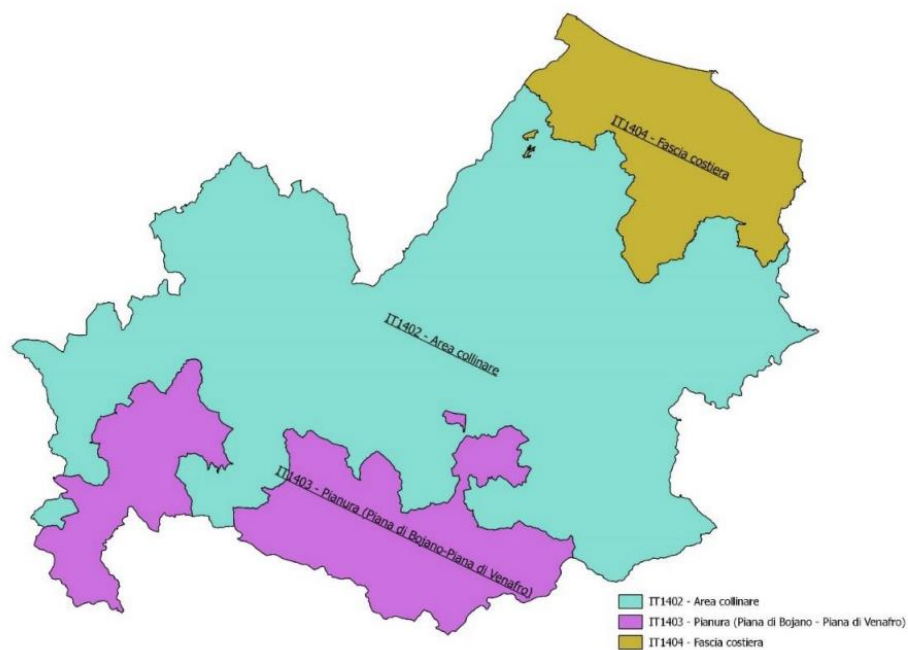 IT1404 - Fascia costiera
IT1402 - Area collinare
IT1403 - Pianura (Piana di Bojano-Piana di Venafro)
IT1402 - Area collinare
IT1403 - Pianura (Piana di Bojano - Piana di Venafro)
IT1404 - Fascia costiera